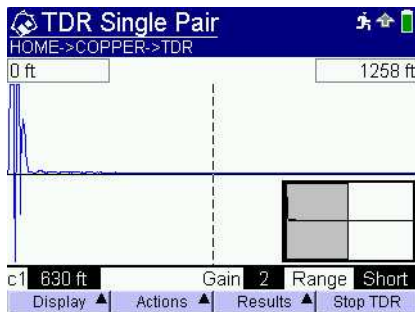 TDR Single Pair
HOME->COPPER->TDR
0 ft 1258 ft
c1 630 ft Gain 2 Range Short
Display Actions Results Stop TDR